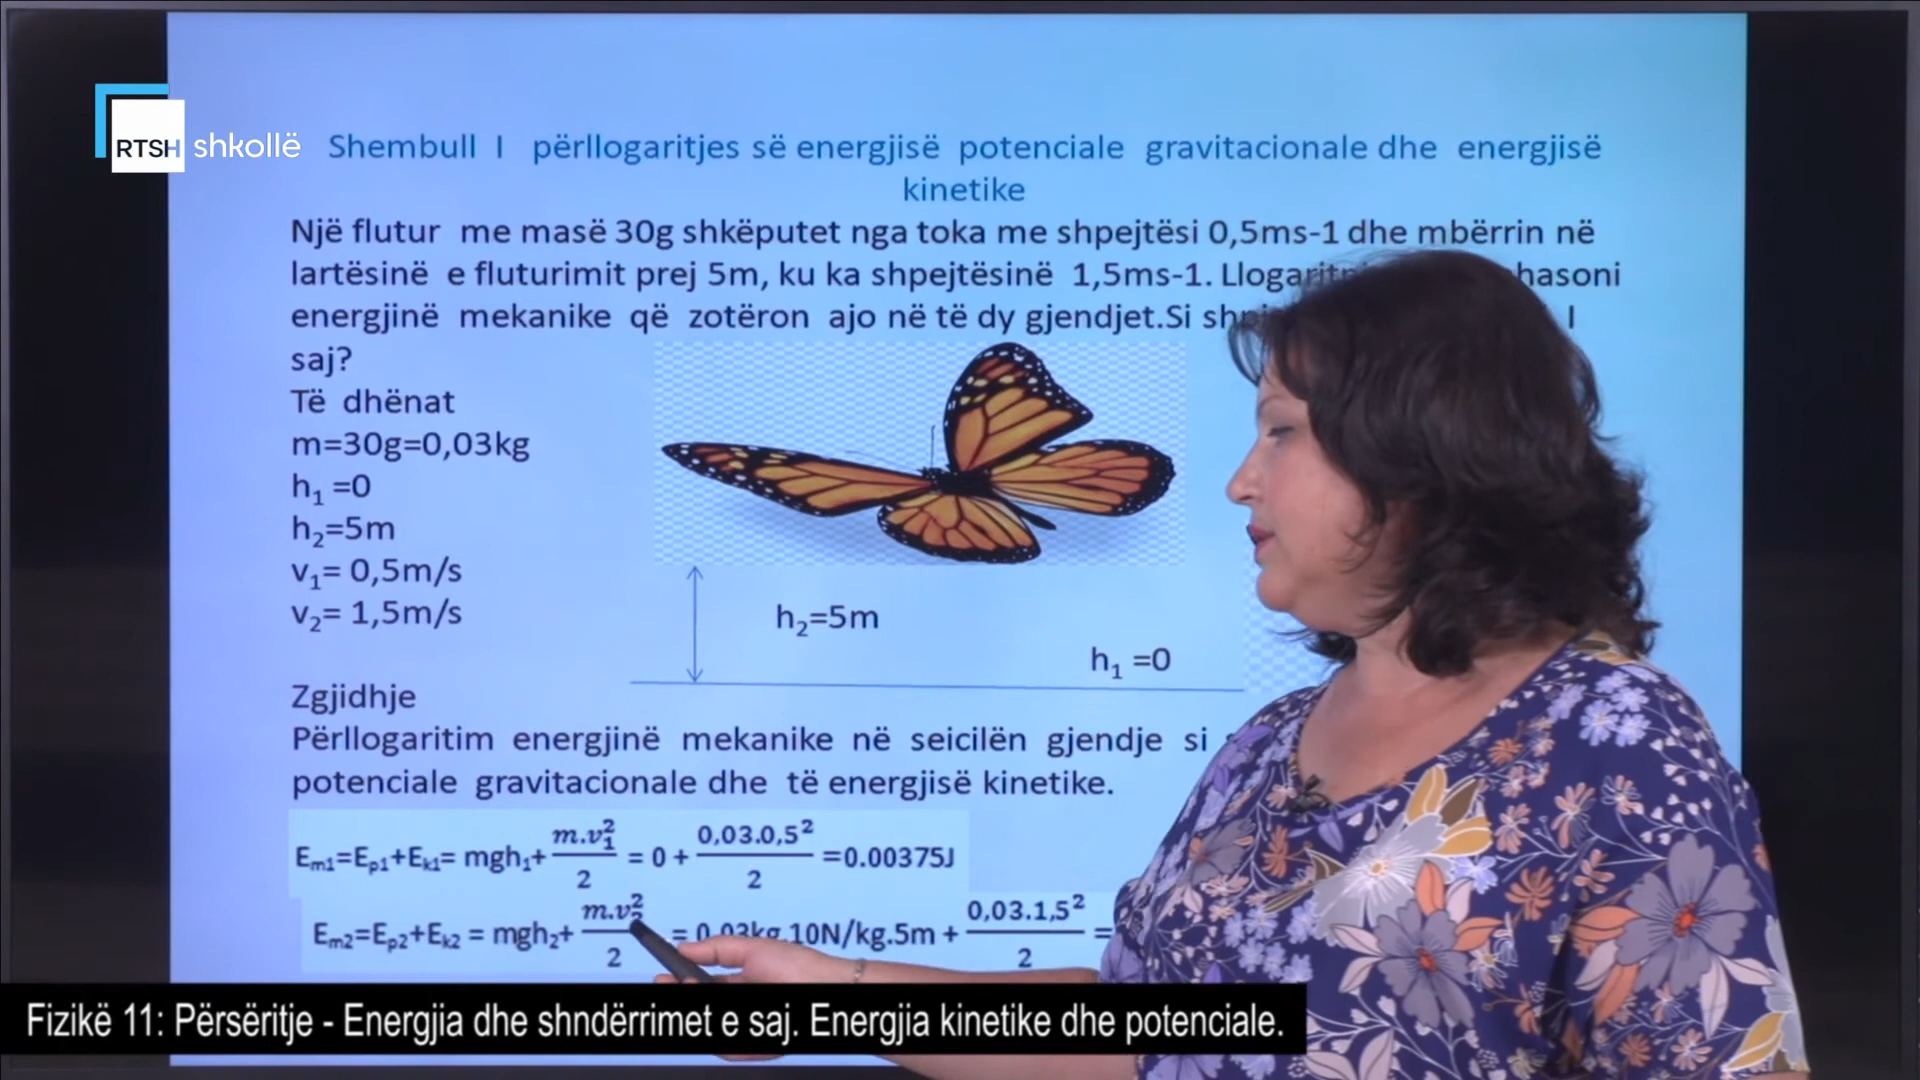 RTSH shkollë
Shembull I përllogaritjes së energjisë potenciale gravitacionale dhe energjisë
kinetike
Një flutur me masë 30g shkëputet nga toka me shpejtësi 0,5ms-1 dhe mbërrin në
lartësinë e fluturimit prej 5m, ku ka shpejtësinë 1,5ms-1.
energjinë mekanike që zotëron ajo në të dy gjendjet.Si I
saj?
Të dhënat
m=30g=0,03kg
h₁ =0
h₂=5m
v₁= 0,5m/s
v₂= 1,5m/s
h₂=5m
h₁ =0
Zgjidhje
Përllogaritim energjinë mekanike në seicilën gjendje si
potenciale gravitacionale dhe të energjisë kinetike.
Eₘ₁=Eₚ₁+Eₖ₁= mgh₁+ m.v₁²/2 = 0 + 0,03.0,5²/2 =0.00375J
Eₘ₂=Eₚ₂+Eₖ₂ = mgh₂+ m.v₂²/2 = 0,03kg.10N/kg.5m + 0,03.1,5²/2 =
Fizikë 11: Përsëritje - Energjia dhe shndërrimet e saj. Energjia kinetike dhe potenciale.